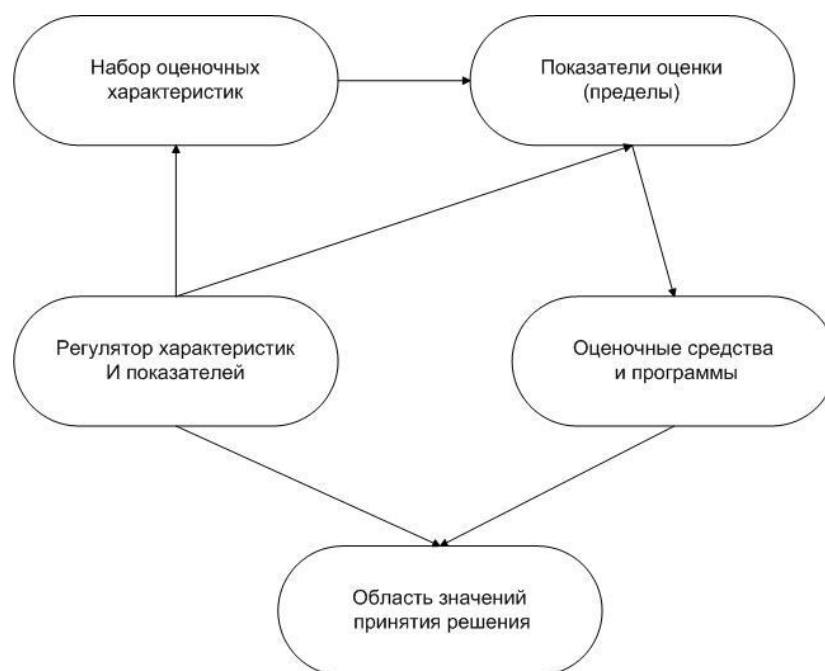 Набор оценочных
характеристик
Показатели оценки
(пределы)
Регулятор характеристик
И показателей
Оценочные средства
и программы
Область значений
принятия решения